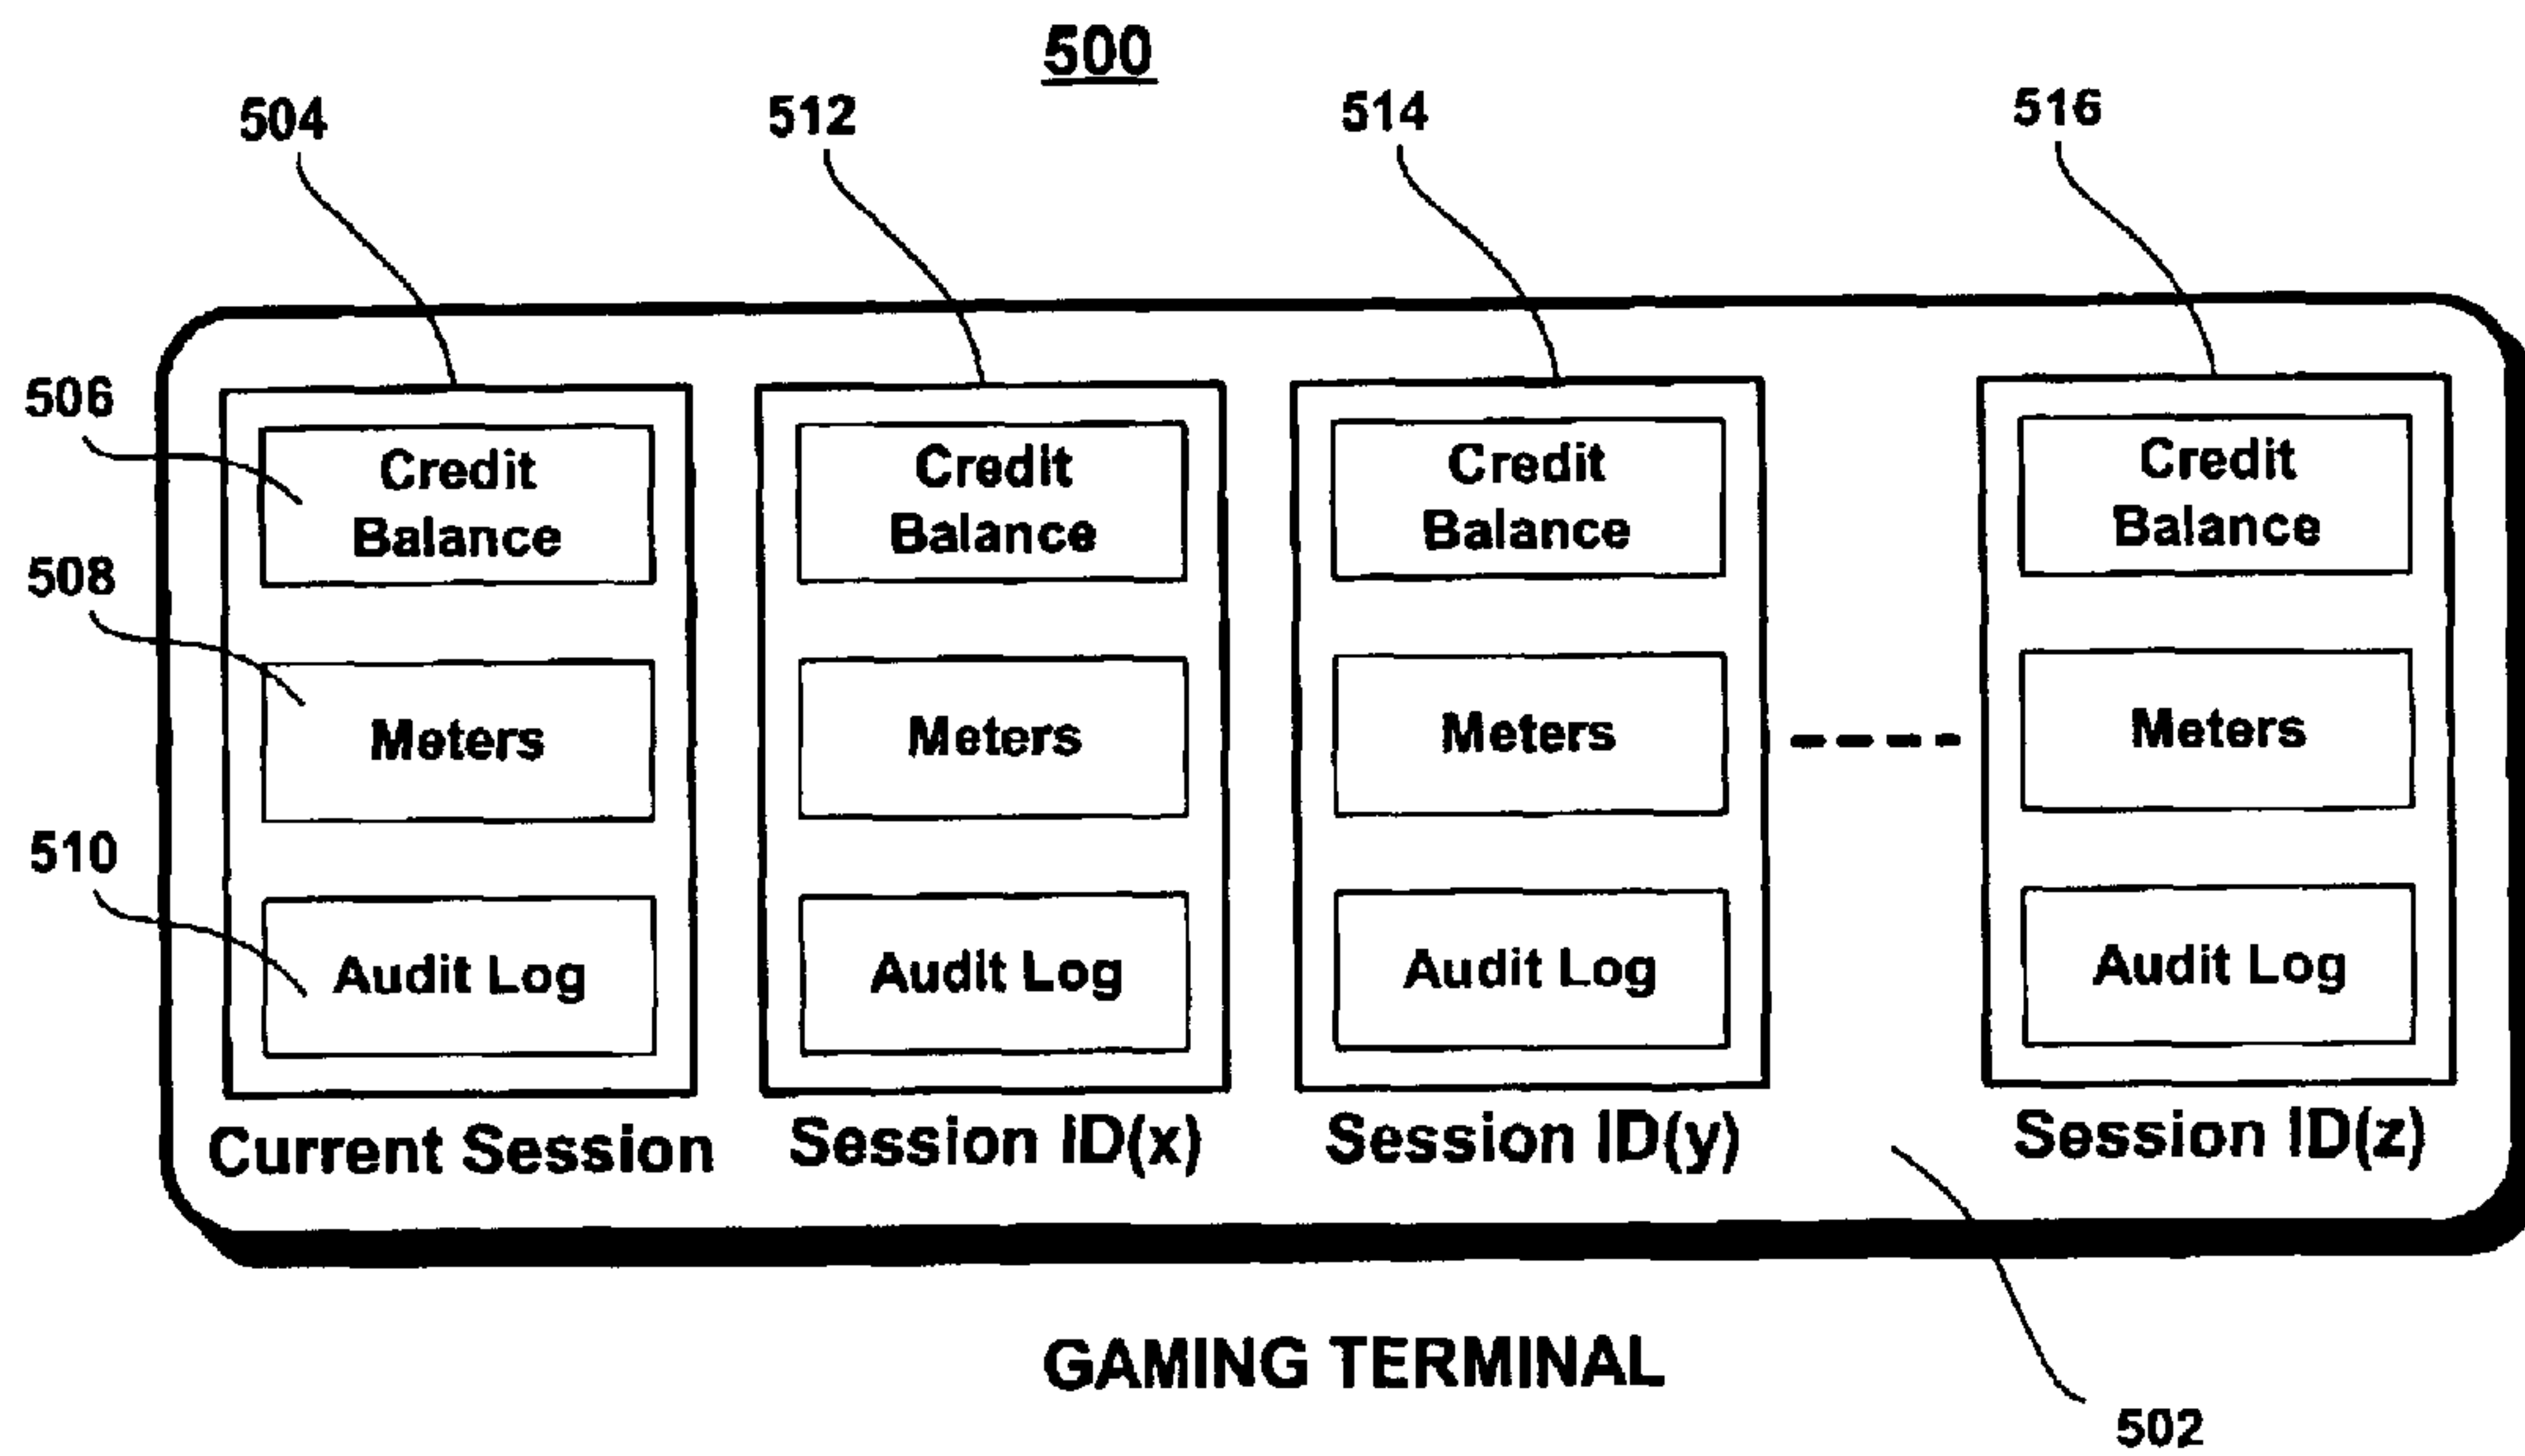 500
504
512
514
516
506
508
510
Credit
Balance
Meters
Audit Log
Current Session
Credit
Balance
Meters
Audit Log
Session ID(x)
Credit
Balance
Meters
Audit Log
Session ID(y)
Credit
Balance
Meters
Audit Log
Session ID(z)
GAMING TERMINAL
502